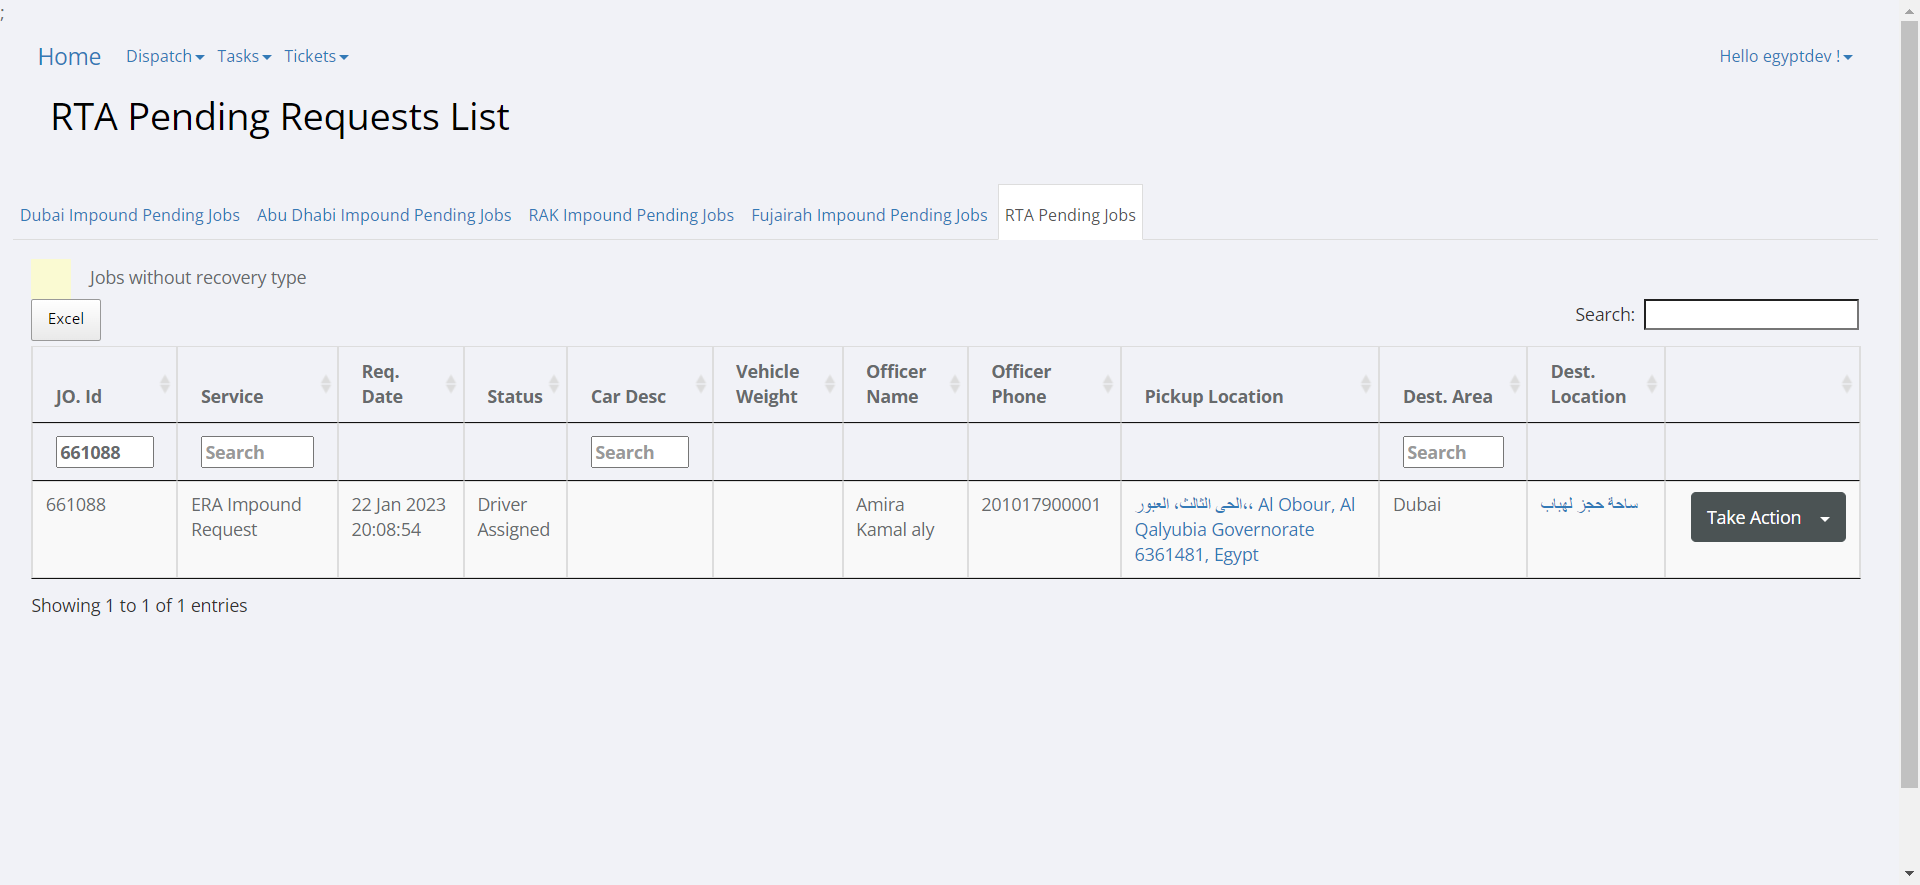 ;
Home Dispatch Tasks Tickets Hello egyptdev !
RTA Pending Requests List
Dubai Impound Pending Jobs Abu Dhabi Impound Pending Jobs RAK Impound Pending Jobs Fujairah Impound Pending Jobs RTA Pending Jobs
Jobs without recovery type
Excel
Search:
JO. Id
Service
Req.
Date
Status
Car Desc
Vehicle
Weight
Officer
Name
Officer
Phone
Pickup Location
Dest. Area
Dest.
Location
661088
Search
Search
Search
661088
ERA Impound
Request
22 Jan 2023
20:08:54
Driver
Assigned
Amira
Kamal aly
201017900001
الحى الثالث، العبور،، Al Obour, Al
Qalyubia Governorate
6361481, Egypt
Dubai
ساحة حجز لهباب
Take Action
Showing 1 to 1 of 1 entries